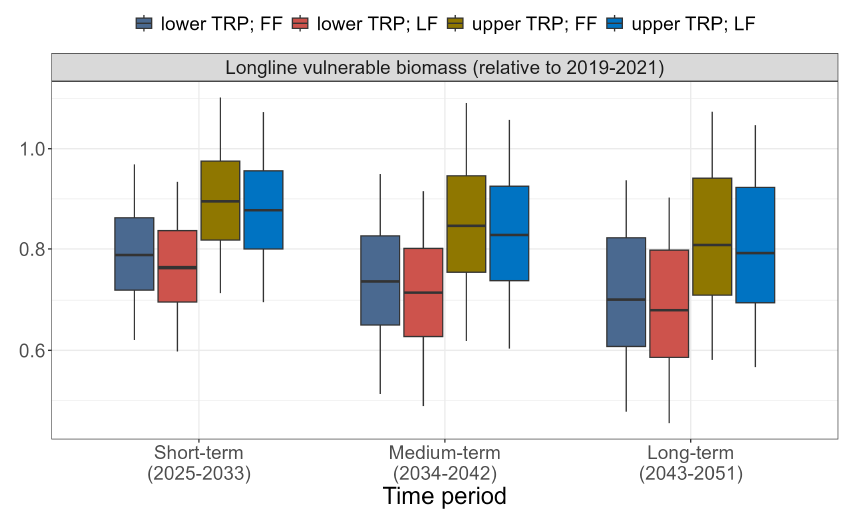 lower TRP; FF lower TRP; LF upper TRP; FF upper TRP; LF
Longline vulnerable biomass (relative to 2019-2021)
1.0
0.8
0.6
Short-term Medium-term Long-term
(2025-2033) (2034-2042) (2043-2051)
Time period